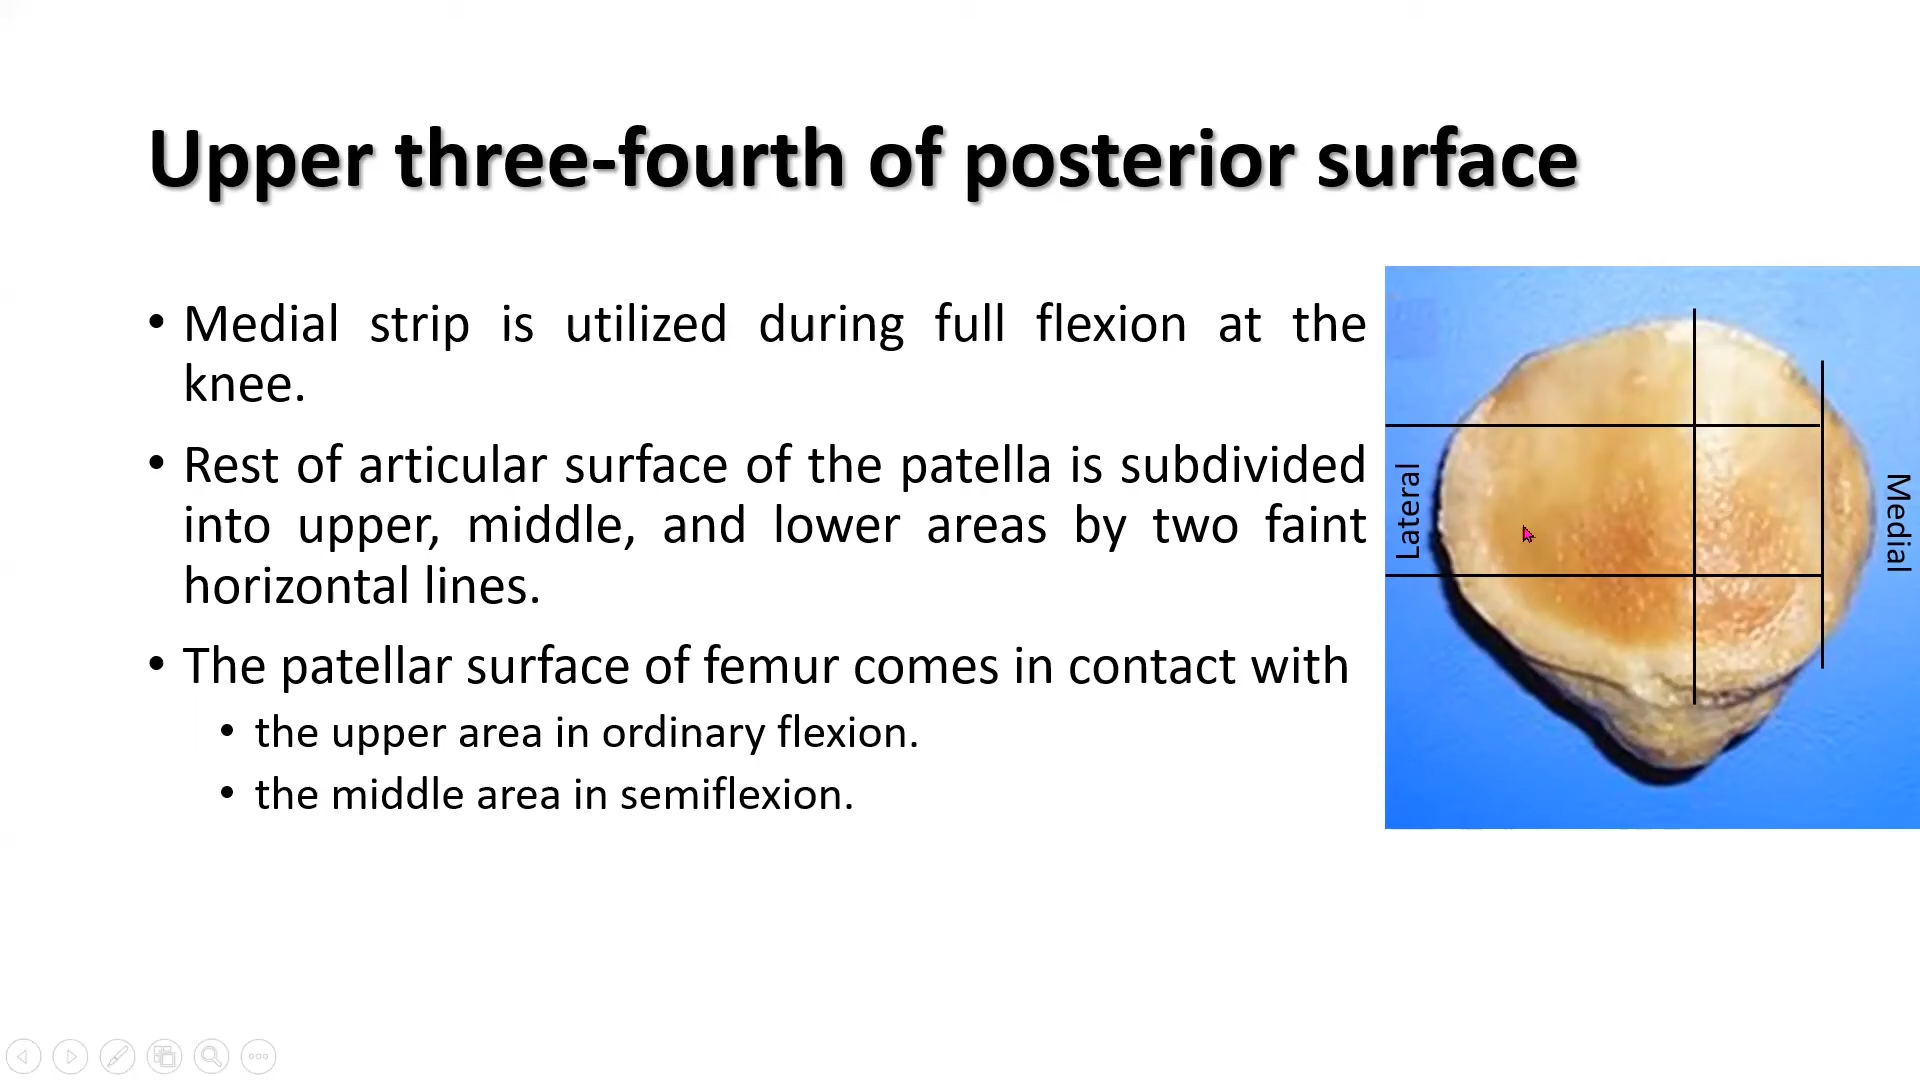 Upper three-fourth of posterior surface
• Medial strip is utilized during full flexion at the
knee.
• Rest of articular surface of the patella is subdivided
into upper, middle, and lower areas by two faint
horizontal lines.
• The patellar surface of femur comes in contact with
• the upper area in ordinary flexion.
• the middle area in semiflexion.
Lateral
Medial